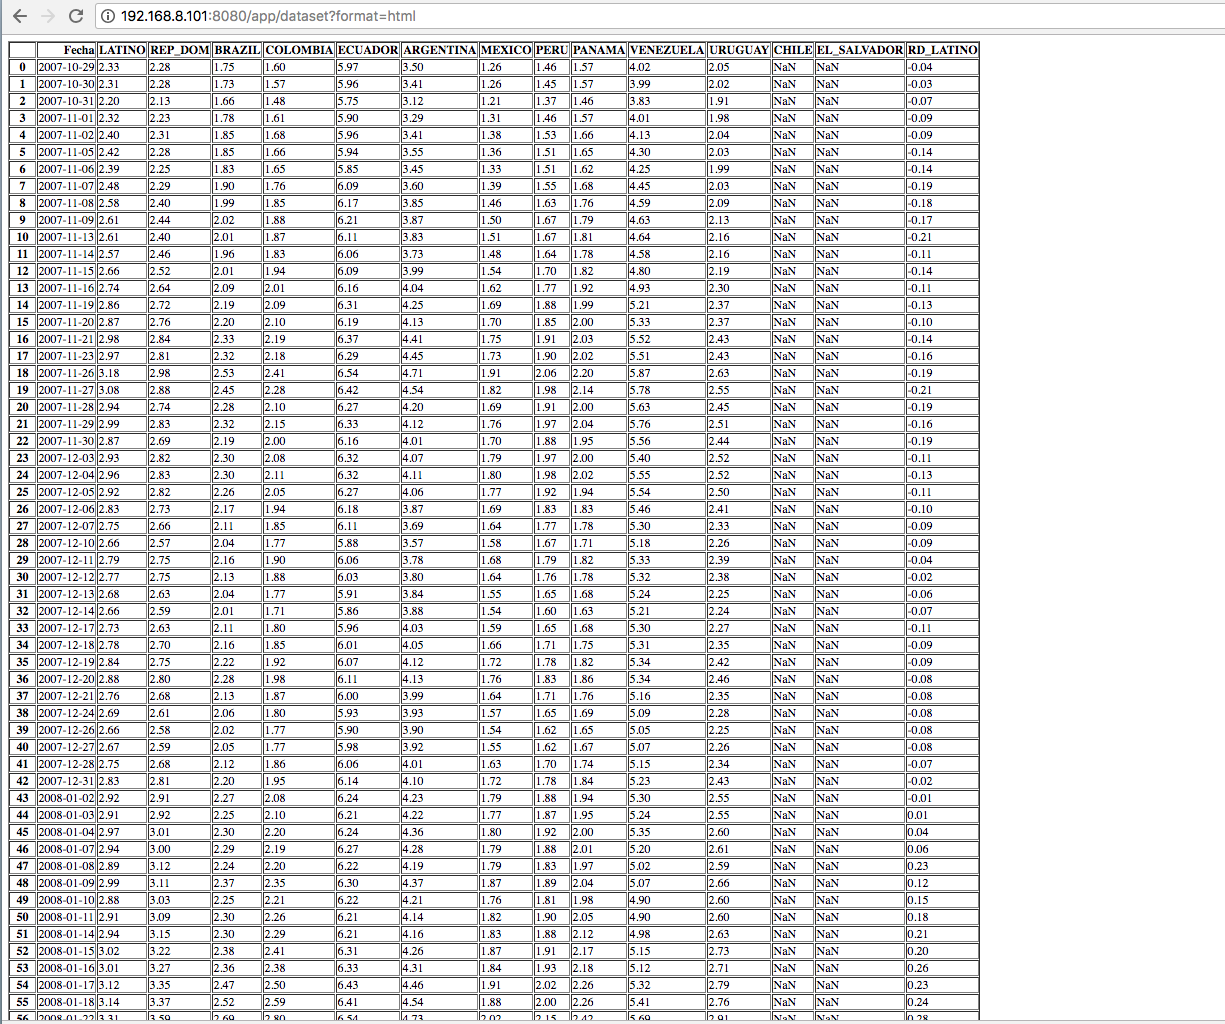 192.168.8.101:8080/app/dataset?format=html
Fecha LATINO REP_DOM BRAZIL COLOMBIA ECUADOR ARGENTINA MEXICO PERU PANAMA VENEZUELA URUGUAY CHILE EL_SALVADOR RD_LATINO
0 2007-10-29 2.33 2.28 1.75 1.60 5.97 3.50 1.26 1.46 1.57 4.02 2.05 NaN NaN -0.04
1 2007-10-30 2.31 2.28 1.73 1.57 5.96 3.41 1.26 1.45 1.57 3.99 2.02 NaN NaN -0.03
2 2007-10-31 2.20 2.13 1.66 1.48 5.75 3.12 1.21 1.37 1.46 3.83 1.91 NaN NaN -0.07
3 2007-11-01 2.32 2.23 1.78 1.61 5.90 3.29 1.31 1.46 1.57 4.01 1.98 NaN NaN -0.09
4 2007-11-02 2.40 2.31 1.85 1.68 5.96 3.41 1.38 1.53 1.66 4.13 2.04 NaN NaN -0.09
5 2007-11-05 2.42 2.28 1.85 1.66 5.94 3.55 1.36 1.51 1.65 4.30 2.03 NaN NaN -0.14
6 2007-11-06 2.39 2.25 1.83 1.65 5.85 3.45 1.33 1.51 1.62 4.25 1.99 NaN NaN -0.14
7 2007-11-07 2.48 2.29 1.90 1.76 6.09 3.60 1.39 1.55 1.68 4.45 2.03 NaN NaN -0.19
8 2007-11-08 2.58 2.40 1.99 1.85 6.17 3.85 1.46 1.63 1.76 4.59 2.09 NaN NaN -0.18
9 2007-11-09 2.61 2.44 2.02 1.88 6.21 3.87 1.50 1.67 1.79 4.63 2.13 NaN NaN -0.17
10 2007-11-13 2.61 2.40 2.01 1.87 6.11 3.83 1.51 1.67 1.81 4.64 2.16 NaN NaN -0.21
11 2007-11-14 2.57 2.46 1.96 1.83 6.06 3.73 1.48 1.64 1.78 4.58 2.16 NaN NaN -0.11
12 2007-11-15 2.66 2.52 2.01 1.94 6.09 3.99 1.54 1.70 1.82 4.80 2.19 NaN NaN -0.14
13 2007-11-16 2.74 2.64 2.09 2.01 6.16 4.04 1.62 1.77 1.92 4.93 2.30 NaN NaN -0.11
14 2007-11-19 2.86 2.72 2.19 2.09 6.31 4.25 1.69 1.88 1.99 5.21 2.37 NaN NaN -0.13
15 2007-11-20 2.87 2.76 2.20 2.10 6.19 4.13 1.70 1.85 2.00 5.33 2.37 NaN NaN -0.10
16 2007-11-21 2.98 2.84 2.33 2.19 6.37 4.41 1.75 1.91 2.03 5.52 2.43 NaN NaN -0.14
17 2007-11-23 2.97 2.81 2.32 2.18 6.29 4.45 1.73 1.90 2.02 5.51 2.43 NaN NaN -0.16
18 2007-11-26 3.18 2.98 2.53 2.41 6.54 4.71 1.91 2.06 2.20 5.87 2.63 NaN NaN -0.19
19 2007-11-27 3.08 2.88 2.45 2.28 6.42 4.54 1.82 1.98 2.14 5.78 2.55 NaN NaN -0.21
20 2007-11-28 2.94 2.74 2.28 2.10 6.27 4.20 1.69 1.91 2.00 5.63 2.45 NaN NaN -0.19
21 2007-11-29 2.99 2.83 2.32 2.15 6.33 4.12 1.76 1.97 2.04 5.76 2.51 NaN NaN -0.16
22 2007-11-30 2.87 2.69 2.19 2.00 6.16 4.01 1.70 1.88 1.95 5.56 2.44 NaN NaN -0.19
23 2007-12-03 2.93 2.82 2.30 2.08 6.32 4.07 1.79 1.97 2.00 5.40 2.52 NaN NaN -0.11
24 2007-12-04 2.96 2.83 2.30 2.11 6.32 4.11 1.80 1.98 2.02 5.55 2.52 NaN NaN -0.13
25 2007-12-05 2.92 2.82 2.26 2.05 6.27 4.06 1.77 1.92 1.94 5.54 2.50 NaN NaN -0.11
26 2007-12-06 2.83 2.73 2.17 1.94 6.18 3.87 1.69 1.83 1.83 5.46 2.41 NaN NaN -0.10
27 2007-12-07 2.75 2.66 2.11 1.85 6.11 3.69 1.64 1.77 1.78 5.30 2.33 NaN NaN -0.09
28 2007-12-10 2.66 2.57 2.04 1.77 5.88 3.57 1.58 1.67 1.71 5.18 2.26 NaN NaN -0.09
29 2007-12-11 2.79 2.75 2.16 1.90 6.06 3.78 1.68 1.79 1.82 5.33 2.39 NaN NaN -0.04
30 2007-12-12 2.77 2.75 2.13 1.88 6.03 3.80 1.64 1.76 1.78 5.32 2.38 NaN NaN -0.02
31 2007-12-13 2.68 2.63 2.04 1.77 5.91 3.84 1.55 1.65 1.68 5.24 2.25 NaN NaN -0.06
32 2007-12-14 2.66 2.59 2.01 1.71 5.86 3.88 1.54 1.60 1.63 5.21 2.24 NaN NaN -0.07
33 2007-12-17 2.73 2.63 2.11 1.80 5.96 4.03 1.59 1.65 1.68 5.30 2.27 NaN NaN -0.11
34 2007-12-18 2.78 2.70 2.16 1.85 6.01 4.05 1.66 1.71 1.75 5.31 2.35 NaN NaN -0.09
35 2007-12-19 2.84 2.75 2.22 1.92 6.07 4.12 1.72 1.78 1.82 5.34 2.42 NaN NaN -0.09
36 2007-12-20 2.88 2.80 2.28 1.98 6.11 4.13 1.76 1.83 1.86 5.34 2.46 NaN NaN -0.08
37 2007-12-21 2.76 2.68 2.13 1.87 6.00 3.99 1.64 1.71 1.76 5.16 2.35 NaN NaN -0.08
38 2007-12-24 2.69 2.61 2.06 1.80 5.93 3.93 1.57 1.65 1.69 5.09 2.28 NaN NaN -0.08
39 2007-12-26 2.66 2.58 2.02 1.77 5.90 3.90 1.54 1.62 1.65 5.05 2.25 NaN NaN -0.08
40 2007-12-27 2.67 2.59 2.05 1.77 5.98 3.92 1.55 1.62 1.67 5.07 2.26 NaN NaN -0.08
41 2007-12-28 2.75 2.68 2.12 1.86 6.06 4.01 1.63 1.70 1.74 5.15 2.34 NaN NaN -0.07
42 2007-12-31 2.83 2.81 2.20 1.95 6.14 4.10 1.72 1.78 1.84 5.23 2.43 NaN NaN -0.02
43 2008-01-02 2.92 2.91 2.27 2.08 6.24 4.23 1.79 1.88 1.94 5.30 2.55 NaN NaN -0.01
44 2008-01-03 2.91 2.92 2.25 2.10 6.21 4.22 1.77 1.87 1.95 5.24 2.55 NaN NaN 0.01
45 2008-01-04 2.97 3.01 2.30 2.20 6.24 4.36 1.80 1.92 2.00 5.35 2.60 NaN NaN 0.04
46 2008-01-07 2.94 3.00 2.29 2.19 6.27 4.28 1.79 1.88 2.01 5.20 2.61 NaN NaN 0.06
47 2008-01-08 2.89 3.12 2.24 2.20 6.22 4.19 1.79 1.83 1.97 5.02 2.59 NaN NaN 0.23
48 2008-01-09 2.99 3.11 2.37 2.35 6.30 4.37 1.87 1.89 2.04 5.07 2.66 NaN NaN 0.12
49 2008-01-10 2.88 3.03 2.25 2.21 6.22 4.21 1.76 1.81 1.98 4.90 2.60 NaN NaN 0.15
50 2008-01-11 2.91 3.09 2.30 2.26 6.21 4.14 1.82 1.90 2.05 4.90 2.60 NaN NaN 0.18
51 2008-01-14 2.94 3.15 2.30 2.29 6.21 4.16 1.83 1.88 2.12 4.98 2.63 NaN NaN 0.21
52 2008-01-15 3.02 3.22 2.38 2.41 6.31 4.26 1.87 1.91 2.17 5.15 2.73 NaN NaN 0.20
53 2008-01-16 3.01 3.27 2.36 2.38 6.33 4.31 1.84 1.93 2.18 5.12 2.71 NaN NaN 0.26
54 2008-01-17 3.12 3.35 2.47 2.50 6.43 4.46 1.91 2.02 2.26 5.32 2.79 NaN NaN 0.23
55 2008-01-18 3.14 3.37 2.52 2.59 6.41 4.54 1.88 2.00 2.26 5.41 2.76 NaN NaN 0.24
56 2008-01-22 3.31 3.59 2.69 2.80 6.54 4.73 2.02 2.15 2.42 5.69 2.91 NaN NaN 0.28